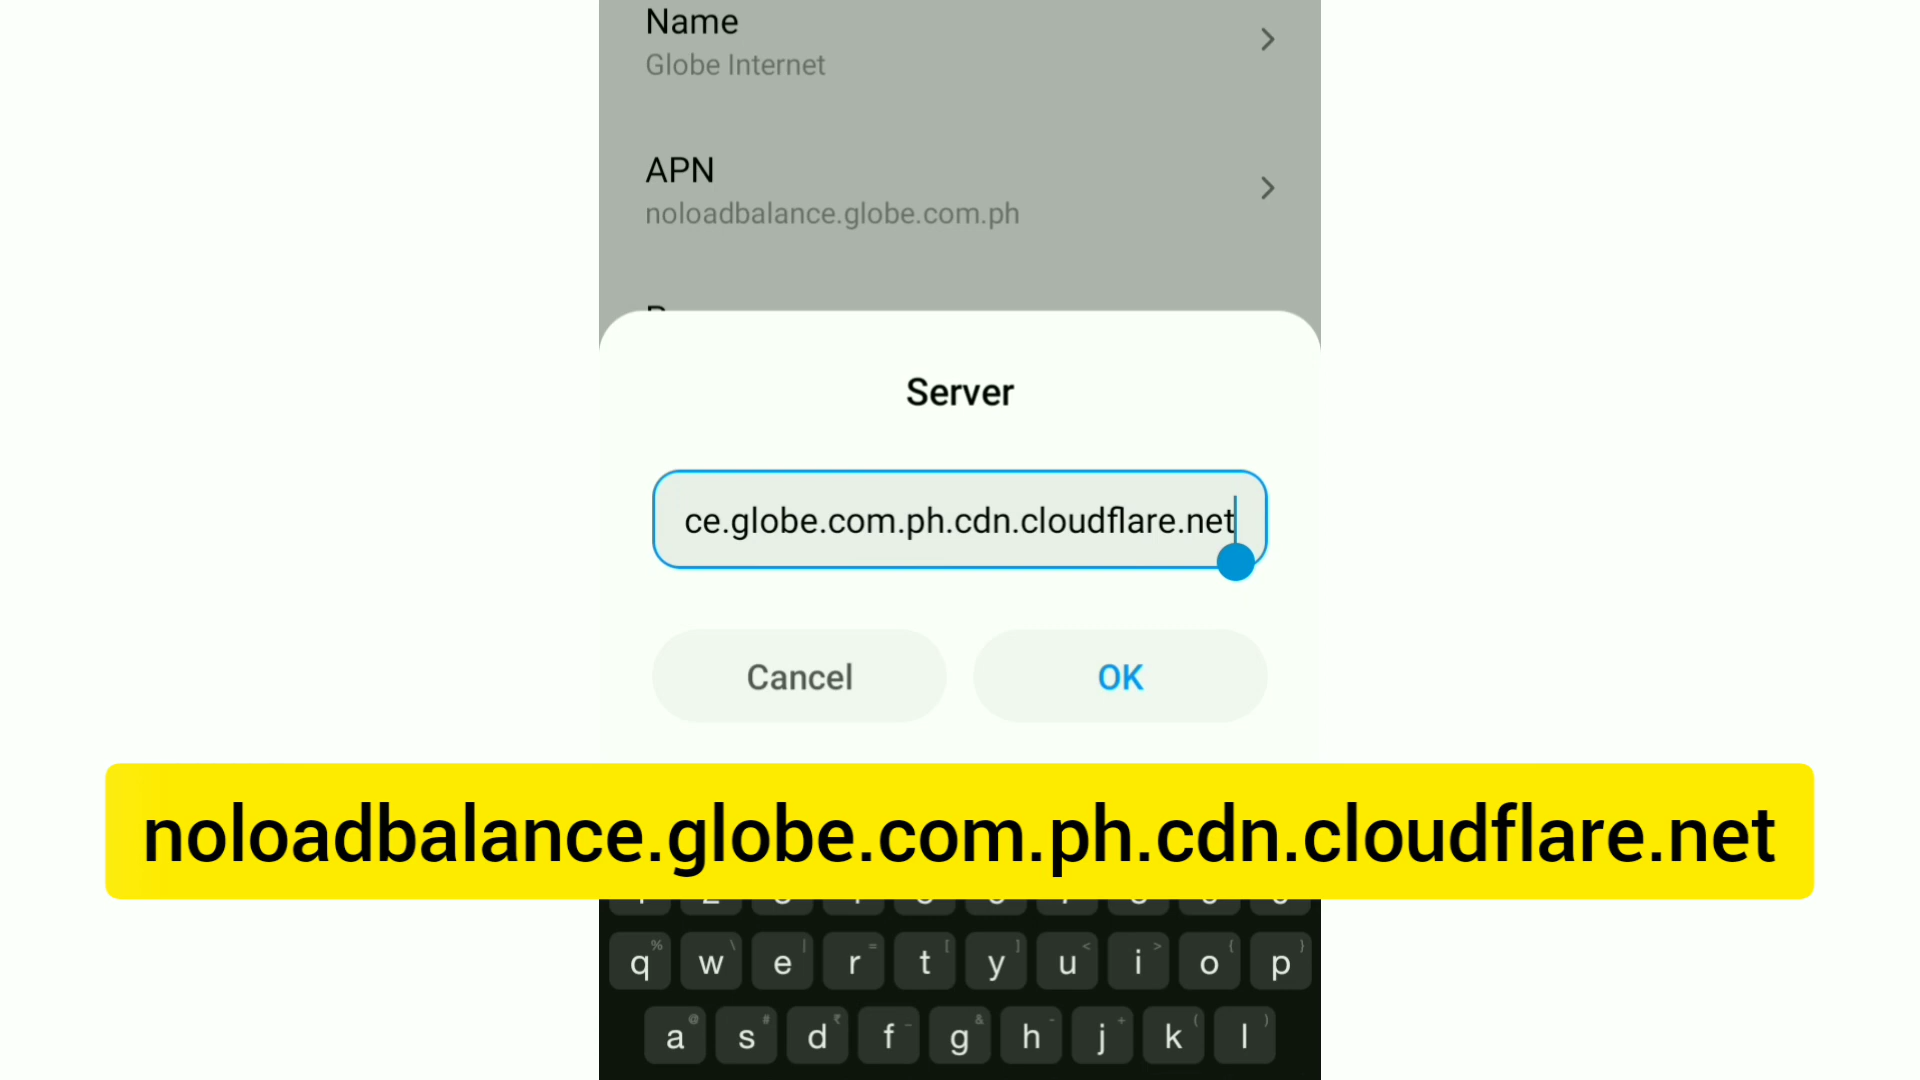 Name
Globe Internet
APN
noloadbalance.globe.com.ph
Server
ce.globe.com.ph.cdn.cloudflare.net
Cancel
OK
noloadbalance.globe.com.ph.cdn.cloudflare.net
% \ | = [ ] < > { }
q w e r t y u i o p
@ # ₹ _ & - + ( )
a s d f g h j k l